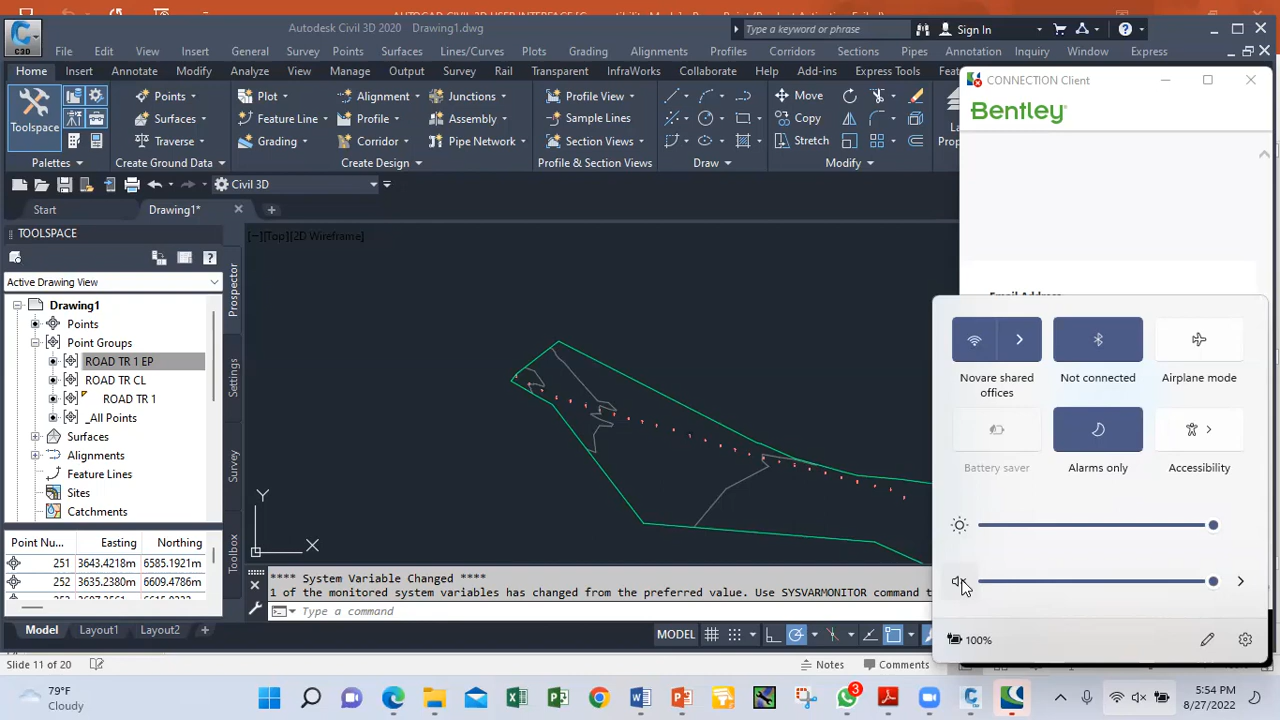 Autodesk Civil 3D 2020 Drawing1.dwg
Type a keyword or phrase
Sign In
C3D
File Edit View Insert General Survey Points Surfaces Lines/Curves Plots Grading Alignments Profiles Corridors Sections Pipes Annotation Inquiry Window Express
Home Insert Annotate Modify Analyze View Manage Output Survey Rail Transparent InfraWorks Collaborate Help Add-ins Express Tools
CONNECTION Client
Bentley
Toolspace
Points
Surfaces
Traverse
Plot
Feature Line
Grading
Alignment
Profile
Corridor
Junctions
Assembly
Pipe Network
Profile View
Sample Lines
Section Views
Move
Copy
Stretch
Palettes
Create Ground Data
Create Design
Profile & Section Views
Draw
Modify
Civil 3D
Start
Drawing1*
TOOLSPACE
[−][Top][2D Wireframe]
Active Drawing View
Drawing1
Points
Point Groups
ROAD TR 1 EP
ROAD TR CL
ROAD TR 1
_All Points
Surfaces
Alignments
Feature Lines
Sites
Catchments
Prospector
Settings
Survey
Toolbox
Point Nu... Easting Northing
251 3643.4218m 6585.1921m
252 3635.2380m 6609.4786m
Y
X
**** System Variable Changed ****
1 of the monitored system variables has changed from the preferred value. Use SYSVARMONITOR command t
Type a command
Model Layout1 Layout2
MODEL
Email Address
Novare shared
offices
Not connected
Airplane mode
Battery saver
Alarms only
Accessibility
100%
Slide 11 of 20
Notes
Comments
79°F
Cloudy
3
5:54 PM
8/27/2022